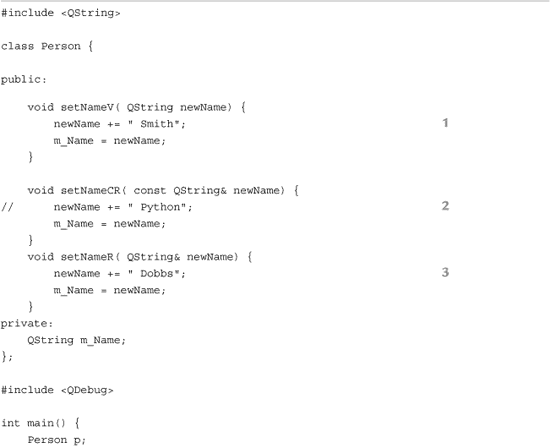 #include <QString>
class Person {
public:
    void setNameV( QString newName) {
        newName += " Smith"; 1
        m_Name = newName;
    }
    void setNameCR( const QString& newName) {
//      newName += " Python"; 2
        m_Name = newName;
    }
    void setNameR( QString& newName) {
        newName += " Dobbs"; 3
        m_Name = newName;
    }
private:
    QString m_Name;
};
#include <QDebug>
int main() {
    Person p;